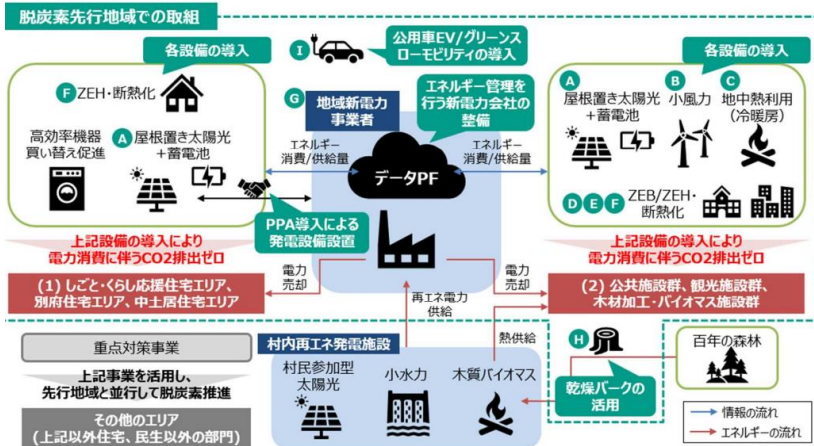 脱炭素先行地域での取組
各設備の導入
F ZEH・断熱化
高効率機器
買い替え促進
A 屋根置き太陽光
+蓄電池
上記設備の導入により
電力消費に伴うCO2排出ゼロ
(1) しごと・くらし応援住宅エリア、
別府住宅エリア、中土居住宅エリア
I
公用車EV/グリーンス
ローモビリティの導入
G 地域新電力
事業者
エネルギー管理を
行う新電力会社の
整備
エネルギー
消費/供給量
データPF
エネルギー
消費/供給量
PPA導入による
発電設備設置
電力
売却
電力
売却
再エネ電力
供給
熱供給
各設備の導入
A
屋根置き太陽光
+蓄電池
B
小風力
C
地中熱利用
(冷暖房)
D E F ZEB/ZEH・
断熱化
上記設備の導入により
電力消費に伴うCO2排出ゼロ
(2) 公共施設群、観光施設群、
木材加工・バイオマス施設群
重点対策事業
上記事業を活用し、
先行地域と並行して脱炭素推進
その他のエリア
(上記以外住宅、民生以外の部門)
村内再エネ発電施設
村民参加型
太陽光
小水力
木質バイオマス
H
乾燥バークの
活用
百年の森林
情報の流れ
エネルギーの流れ